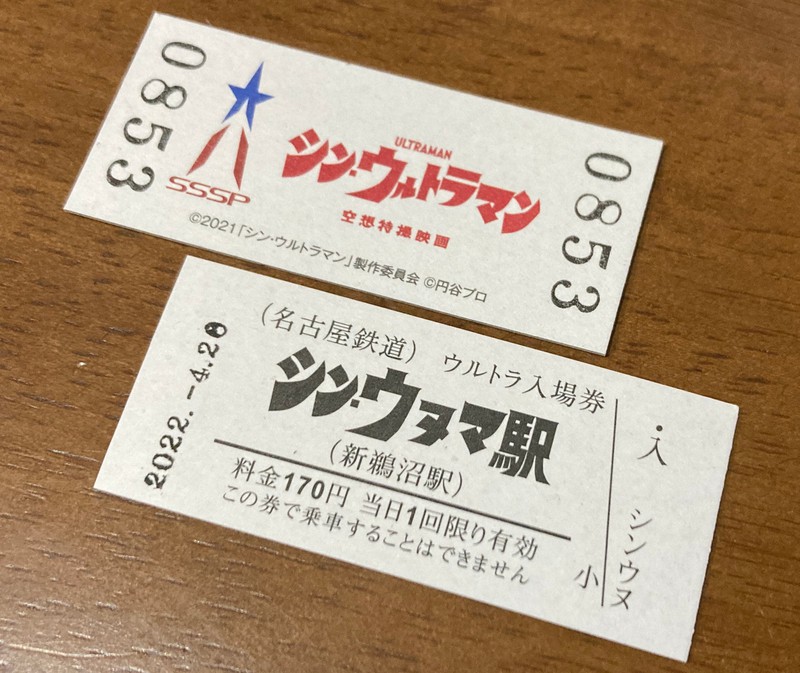 0853
SSSP
ULTRAMAN
シン・ウルトラマン
空想特撮映画
©2021「シン・ウルトラマン」製作委員会 ©円谷プロ
0853
2022.-4.20
(名古屋鉄道) ウルトラ入場券
シン・ウヌマ駅
(新鵜沼駅)
料金170円 当日1回限り有効
この券で乗車することはできません
・入
シンウヌ
小